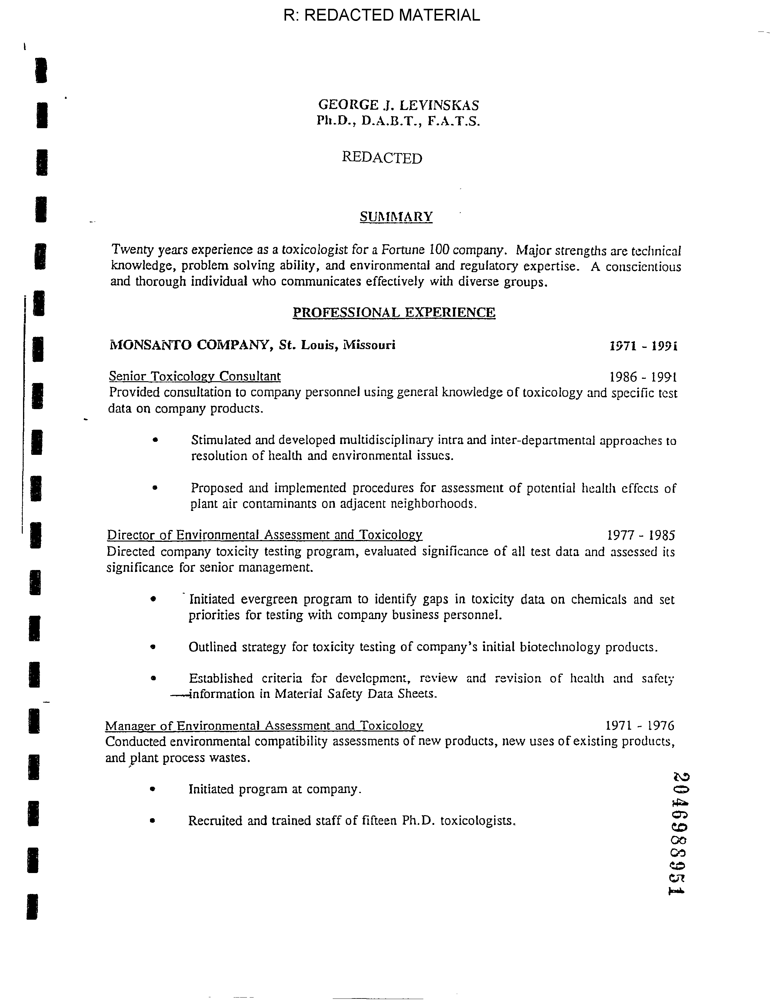 R: REDACTED MATERIAL
GEORGE J. LEVINSKAS
Ph.D., D.A.B.T., F.A.T.S.
REDACTED
SUMMARY
Twenty years experience as a toxicologist for a Fortune 100 company. Major strengths are technical
knowledge, problem solving ability, and environmental and regulatory expertise. A conscientious
and thorough individual who communicates effectively with diverse groups.
PROFESSIONAL EXPERIENCE
MONSANTO COMPANY, St. Louis, Missouri 1971 - 1991
Senior Toxicology Consultant 1986 - 1991
Provided consultation to company personnel using general knowledge of toxicology and specific test
data on company products.
• Stimulated and developed multidisciplinary intra and inter-departmental approaches to
resolution of health and environmental issues.
• Proposed and implemented procedures for assessment of potential health effects of
plant air contaminants on adjacent neighborhoods.
Director of Environmental Assessment and Toxicology 1977 - 1985
Directed company toxicity testing program, evaluated significance of all test data and assessed its
significance for senior management.
• Initiated evergreen program to identify gaps in toxicity data on chemicals and set
priorities for testing with company business personnel.
• Outlined strategy for toxicity testing of company's initial biotechnology products.
• Established criteria for development, review and revision of health and safety
information in Material Safety Data Sheets.
Manager of Environmental Assessment and Toxicology 1971 - 1976
Conducted environmental compatibility assessments of new products, new uses of existing products,
and plant process wastes.
• Initiated program at company.
• Recruited and trained staff of fifteen Ph.D. toxicologists.
2046988951